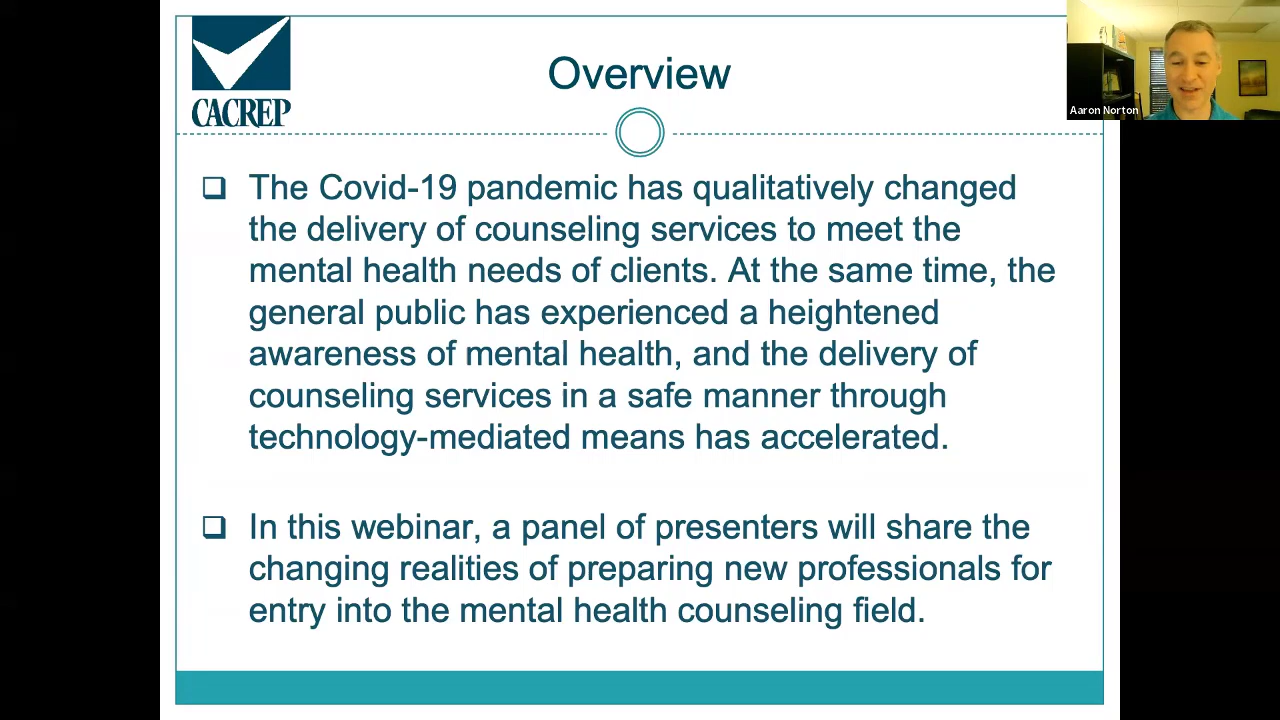 CACREP
Overview
Aaron Norton
The Covid-19 pandemic has qualitatively changed
the delivery of counseling services to meet the
mental health needs of clients. At the same time, the
general public has experienced a heightened
awareness of mental health, and the delivery of
counseling services in a safe manner through
technology-mediated means has accelerated.
In this webinar, a panel of presenters will share the
changing realities of preparing new professionals for
entry into the mental health counseling field.